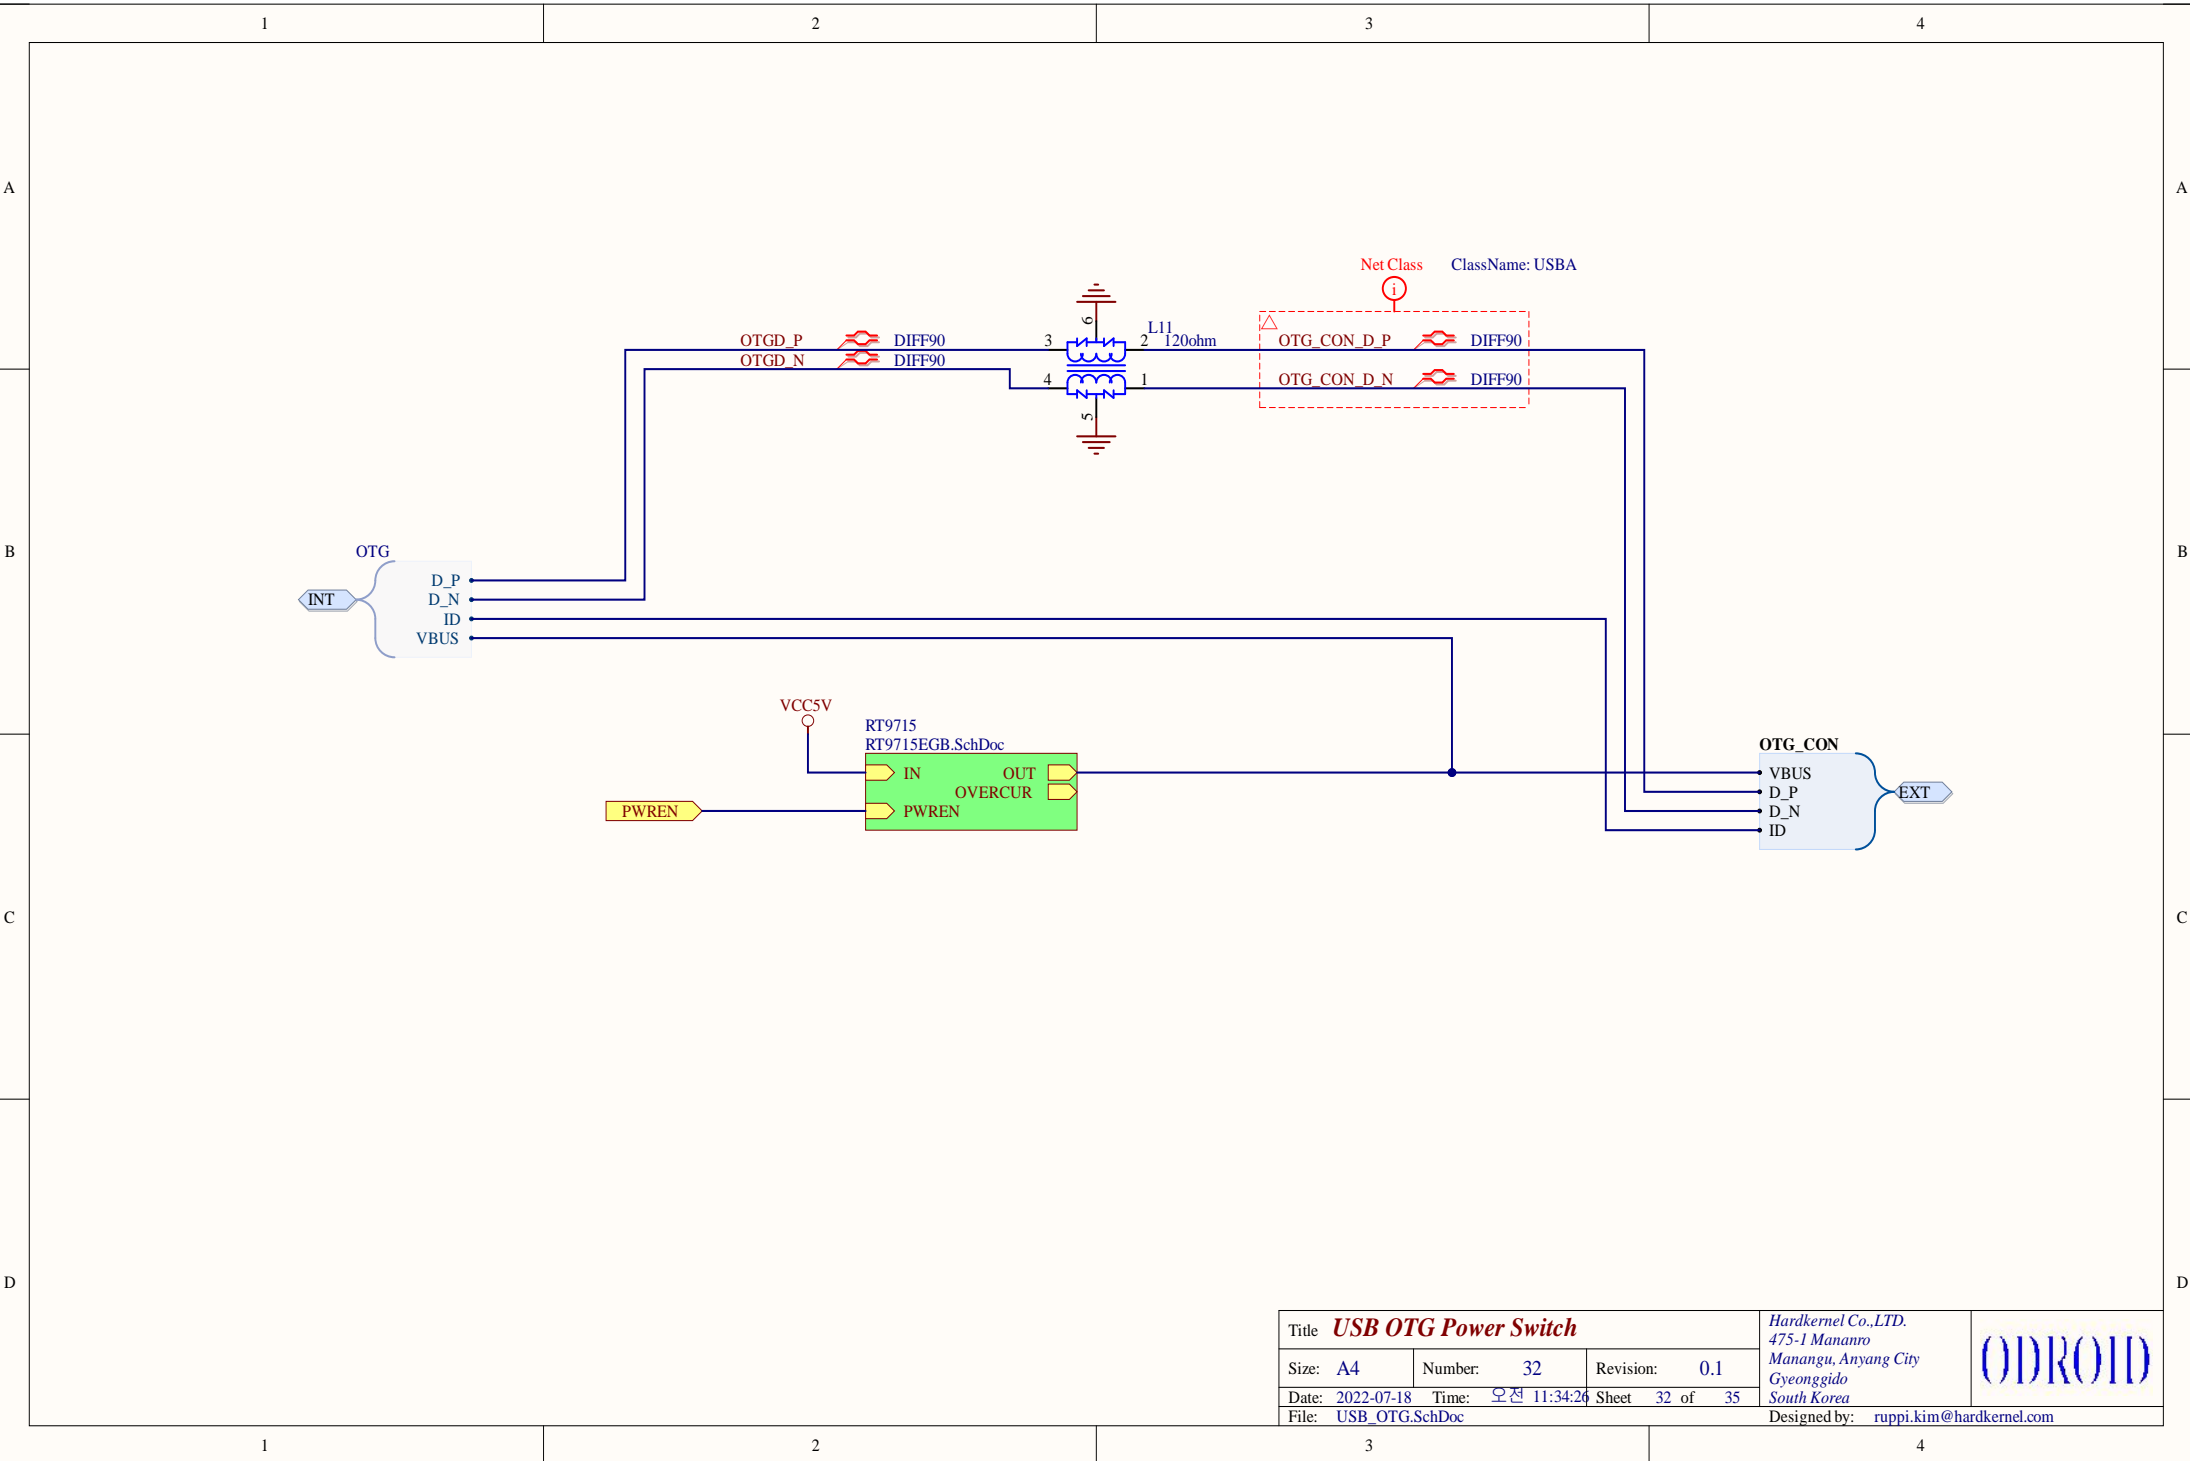 1 2 3 4
A A
Net Class ClassName: USBA
L11
6
OTGD_P DIFF90 3 2 120ohm OTG_CON_D_P DIFF90
OTGD_N DIFF90
4 1 OTG_CON_D_N DIFF90
5
B B
OTG
D_P
INT D_N
ID
VBUS
VCC5V
RT9715
RT9715EGB.SchDoc OTG_CON
IN OUT VBUS
OVERCUR D_P EXT
PWREN PWREN D_N
ID
C C
D D
Title USB OTG Power Switch
Size: A4 Number: 32 Revision: 0.1
Date: 2022-07-18 Time: 오전 11:34:26 Sheet 32 of 35
File: USB_OTG.SchDoc
Hardkernel Co.,LTD.
475-1 Mananro
Manangu, Anyang City
Gyeonggido
South Korea
ODROID
Designed by: ruppi.kim@hardkernel.com
1 2 3 4